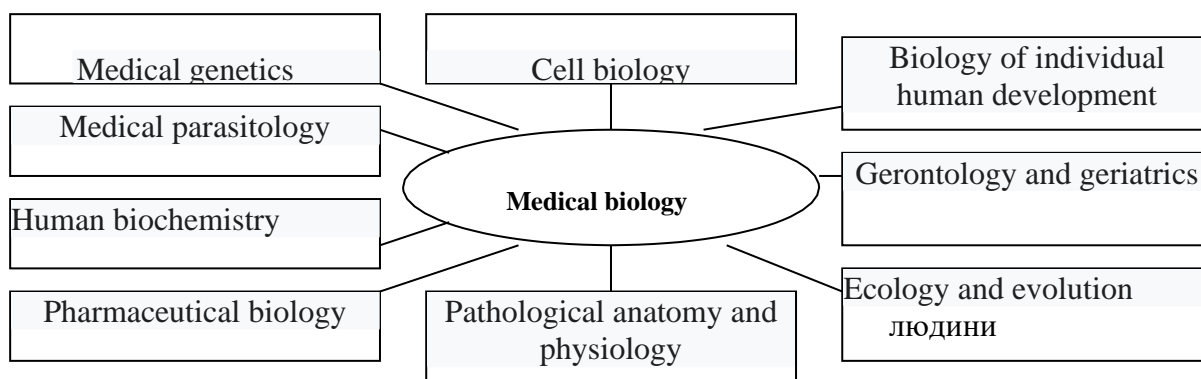 Medical genetics
Cell biology
Biology of individual
human development
Medical parasitology
Gerontology and geriatrics
Medical biology
Human biochemistry
Ecology and evolution
людини
Pharmaceutical biology
Pathological anatomy and
physiology